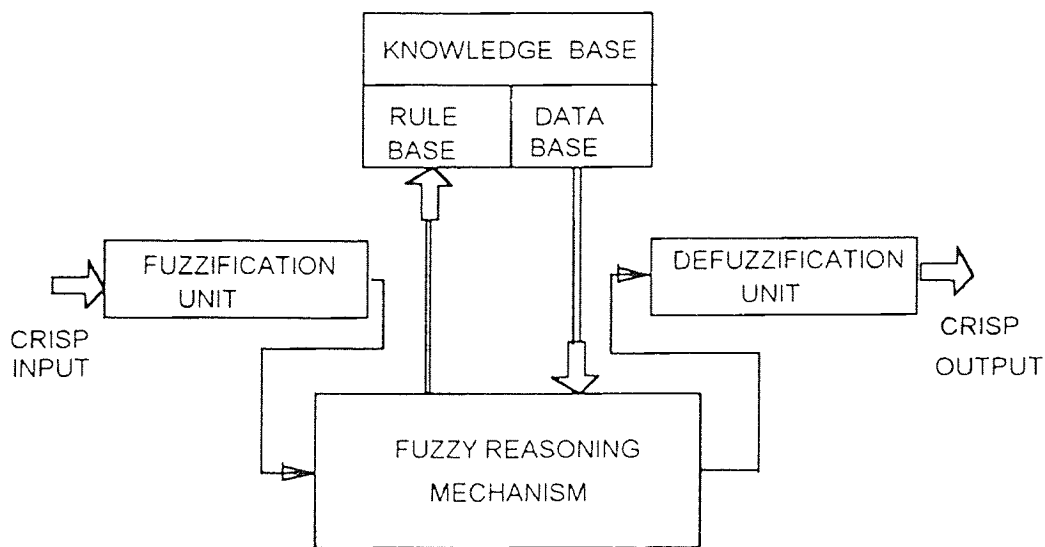 KNOWLEDGE BASE
RULE
BASE
DATA
BASE
FUZZIFICATION
UNIT
DEFUZZIFICATION
UNIT
CRISP
INPUT
CRISP
OUTPUT
FUZZY REASONING
MECHANISM